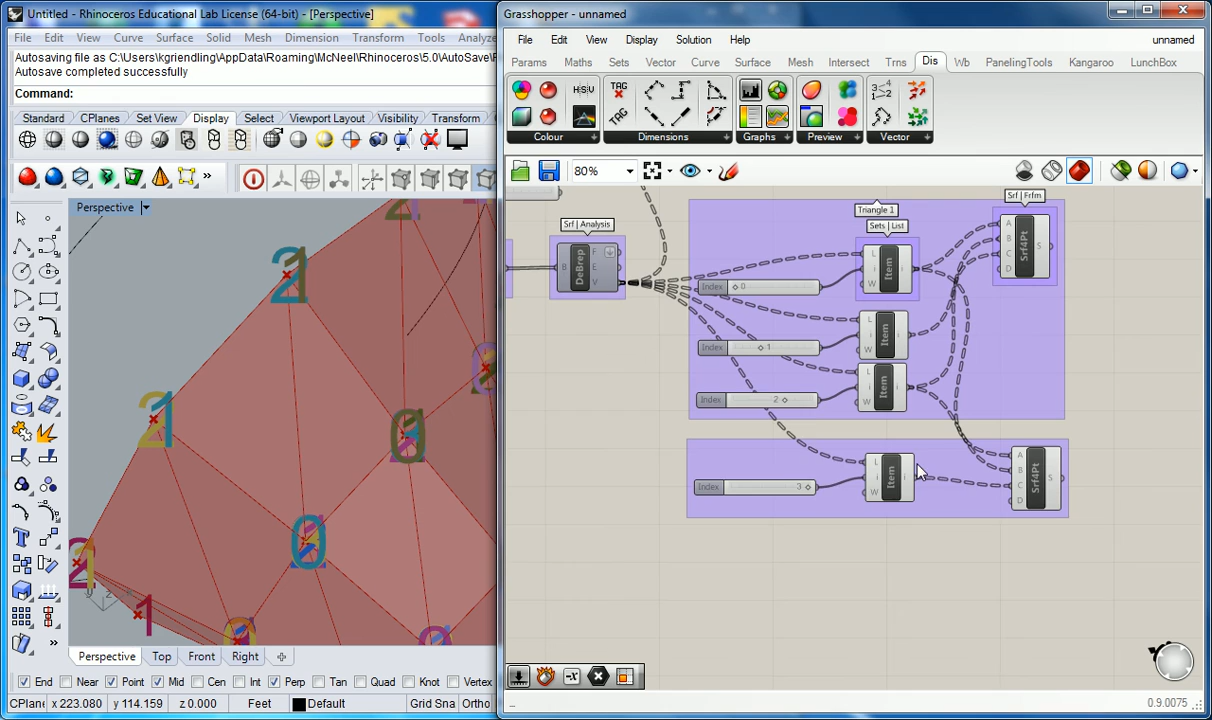 Untitled - Rhinoceros Educational Lab License (64-bit) - [Perspective]
File Edit View Curve Surface Solid Mesh Dimension Transform Tools Analyze
Autosaving file as C:\Users\kgriendling\AppData\Roaming\McNeel\Rhinoceros\5.0\AutoSave\
Autosave completed successfully
Command:
Standard CPlanes Set View Display Select Viewport Layout Visibility Transform
Perspective
2 1
2 1
0
0
2 1
1
Perspective Top Front Right
End Near Point Mid Cen Int Perp Tan Quad Knot Vertex
CPlane X 223.080 y 114.159 z 0.000 Feet Default Grid Sna Ortho
Grasshopper - unnamed
File Edit View Display Solution Help unnamed
Params Maths Sets Vector Curve Surface Mesh Intersect Trns Dis Wb PanelingTools Kangaroo LunchBox
HSV TAG TAG
Colour Dimensions Graphs Preview Vector
80%
Srf | Analysis
DeBrep
B F E V
Triangle 1
Sets | List
Srf | Frfm
Index 0
L i W Item i
A B C D Srf4Pt S
Index 1
Item
Index 2
L i W Item i
Index 3
L i W Item
A B C D Srf4Pt S
0.9.0075